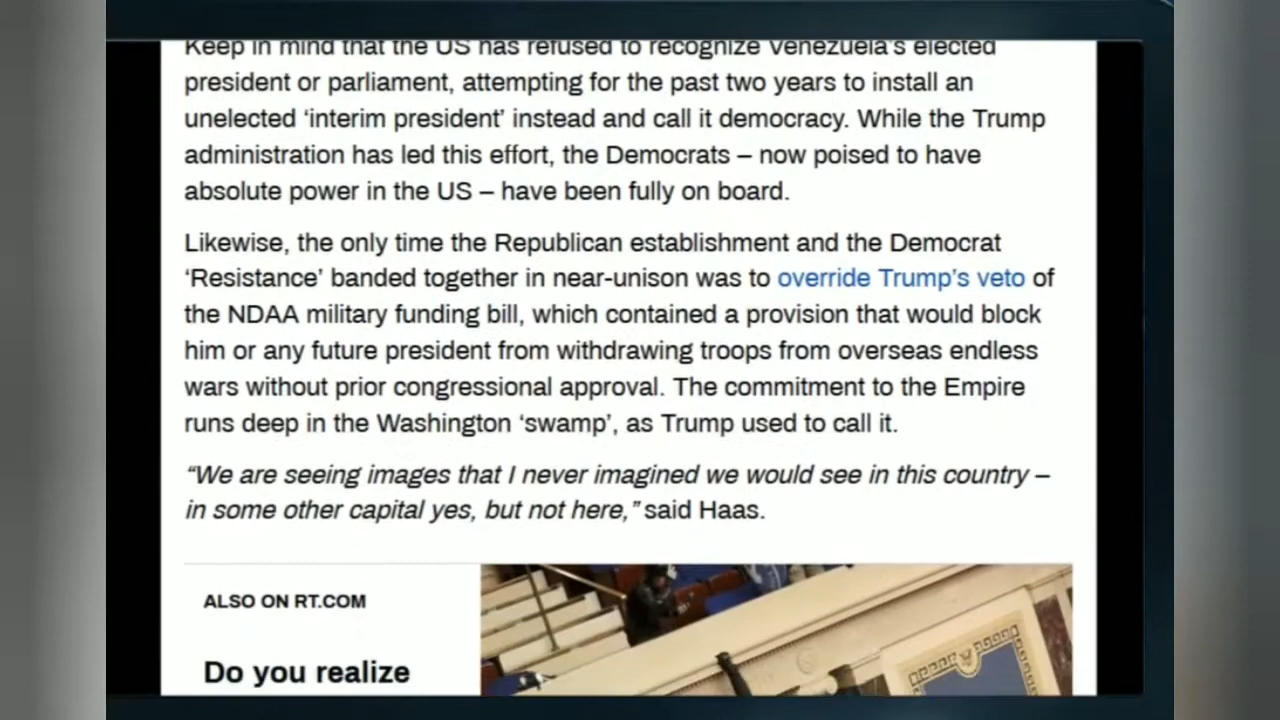 Keep in mind that the US has refused to recognize Venezuela's elected
president or parliament, attempting for the past two years to install an
unelected ‘interim president’ instead and call it democracy. While the Trump
administration has led this effort, the Democrats – now poised to have
absolute power in the US – have been fully on board.
Likewise, the only time the Republican establishment and the Democrat
‘Resistance’ banded together in near-unison was to override Trump’s veto of
the NDAA military funding bill, which contained a provision that would block
him or any future president from withdrawing troops from overseas endless
wars without prior congressional approval. The commitment to the Empire
runs deep in the Washington ‘swamp’, as Trump used to call it.
“We are seeing images that I never imagined we would see in this country –
in some other capital yes, but not here,” said Haas.
ALSO ON RT.COM
Do you realize